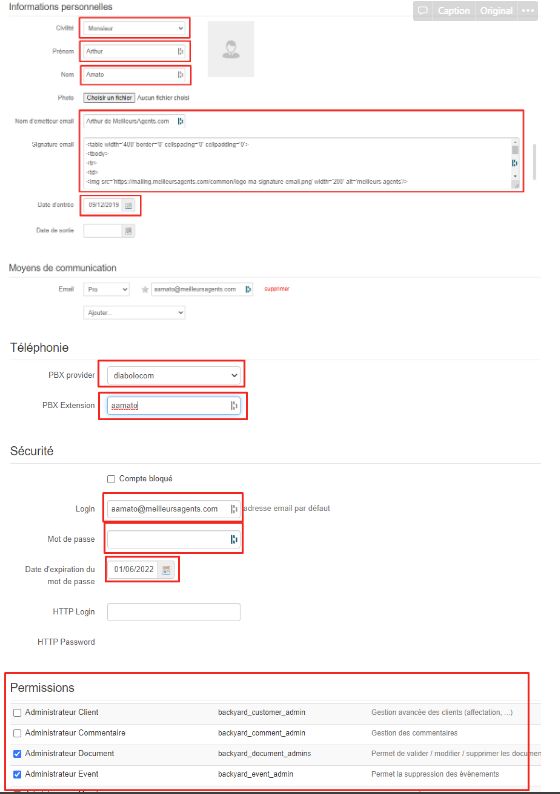 Informations personnelles
Caption Original
Civilité Monsieur
Prénom Arthur
Nom Amato
Photo Choisir un fichier Aucun fichier choisi
Nom d'emetteur email Arthur de MeilleursAgents.com
Signature email <table width='400' border='0' cellspacing='0' cellpadding='0'>
<tbody>
<tr>
<td>
<img src='https://mailing.meilleursagents.com/common/logo-ma-signature-email.png' width='200' alt='meilleurs agents'/>
Date d'entrée 09/12/2019
Date de sortie
Moyens de communication
Email Pro aamato@meilleursagents.com supprimer
Ajouter...
Téléphonie
PBX provider diabolocom
PBX Extension aamato
Sécurité
Compte bloqué
Login aamato@meilleursagents.com adresse email par défaut
Mot de passe
Date d'expiration du 01/06/2022
mot de passe
HTTP Login
HTTP Password
Permissions
Administrateur Client backyard_customer_admin Gestion avancée des clients (affectation, ...)
Administrateur Commentaire backyard_comment_admin Gestion des commentaires
Administrateur Document backyard_document_admins Permet de valider / modifier / supprimer les documen
Administrateur Event backyard_event_admin Permet la suppression des évènements